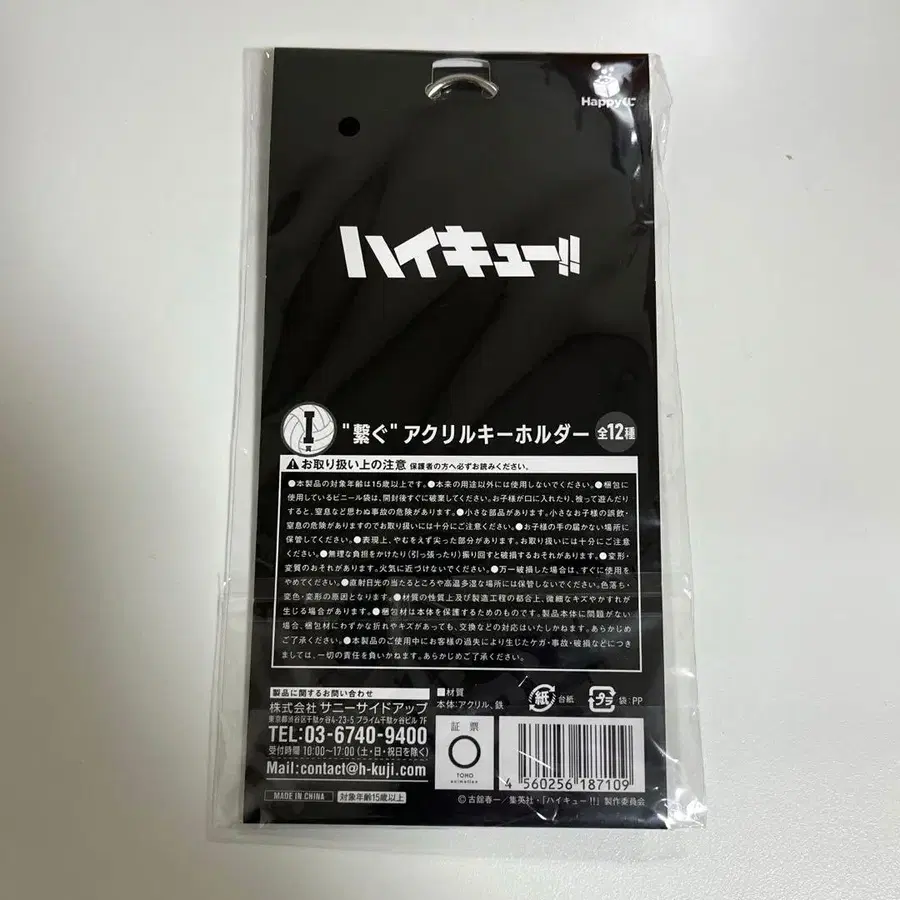 Happyくじ
ハイキュー!!
I賞
"繋ぐ" アクリルキーホルダー 全12種
お取り扱い上の注意 保護者の方へ必ずお読みください。
●本製品の対象年齢は15歳以上です。●本来の用途以外には使用しないでください。●梱包に
使用しているビニール袋は、開封後すぐに破棄してください。お子様が口に入れたり、被って遊んだり
すると、窒息など思わぬ事故の危険があります。●小さな部品があります。小さなお子様の誤飲・
窒息の危険がありますのでお取り扱いには十分にご注意ください。●お子様の手の届かない場所に
保管してください。●表現上、やむをえず尖った部分があります。お取り扱いには十分にご注意
ください。●無理な負担をかけたり(引っ張ったり)振り回すと破損するおそれがあります。●変形・
変質のおそれがあります。火気に近づけないでください。●万一破損した場合は、すぐに使用を
やめてください。●直射日光の当たるところや高温多湿な場所には保管しないでください。色落ち・
変色・変形の原因となります。●材質の性質上及び製造工程の都合上、微細なキズやかすれが
生じる場合があります。●梱包材は本体を保護するためのものです。製品本体に問題がない
場合、梱包材にわずかな折れやキズがあっても、交換などの対応はいたしかねます。あらかじめ
ご了承ください。●本製品のご使用中にお客様の過失により生じたケガ・事故・破損などにつき
ましては、一切の責任を負いかねます。あらかじめご了承ください。
製品に関するお問い合わせ
株式会社 サニーサイドアップ
東京都渋谷区千駄ヶ谷4-23-5 プライム千駄ヶ谷ビル 7F
TEL:03-6740-9400
受付時間 10:00〜17:00 (土・日・祝日を除く)
Mail:contact@h-kuji.com
MADE IN CHINA 対象年齢15歳以上
■材質
本体:アクリル、鉄
紙 台紙
プラ 袋:PP
証票
TOHO
animation
4 560256 187109
©古舘春一/集英社・「ハイキュー!!」製作委員会